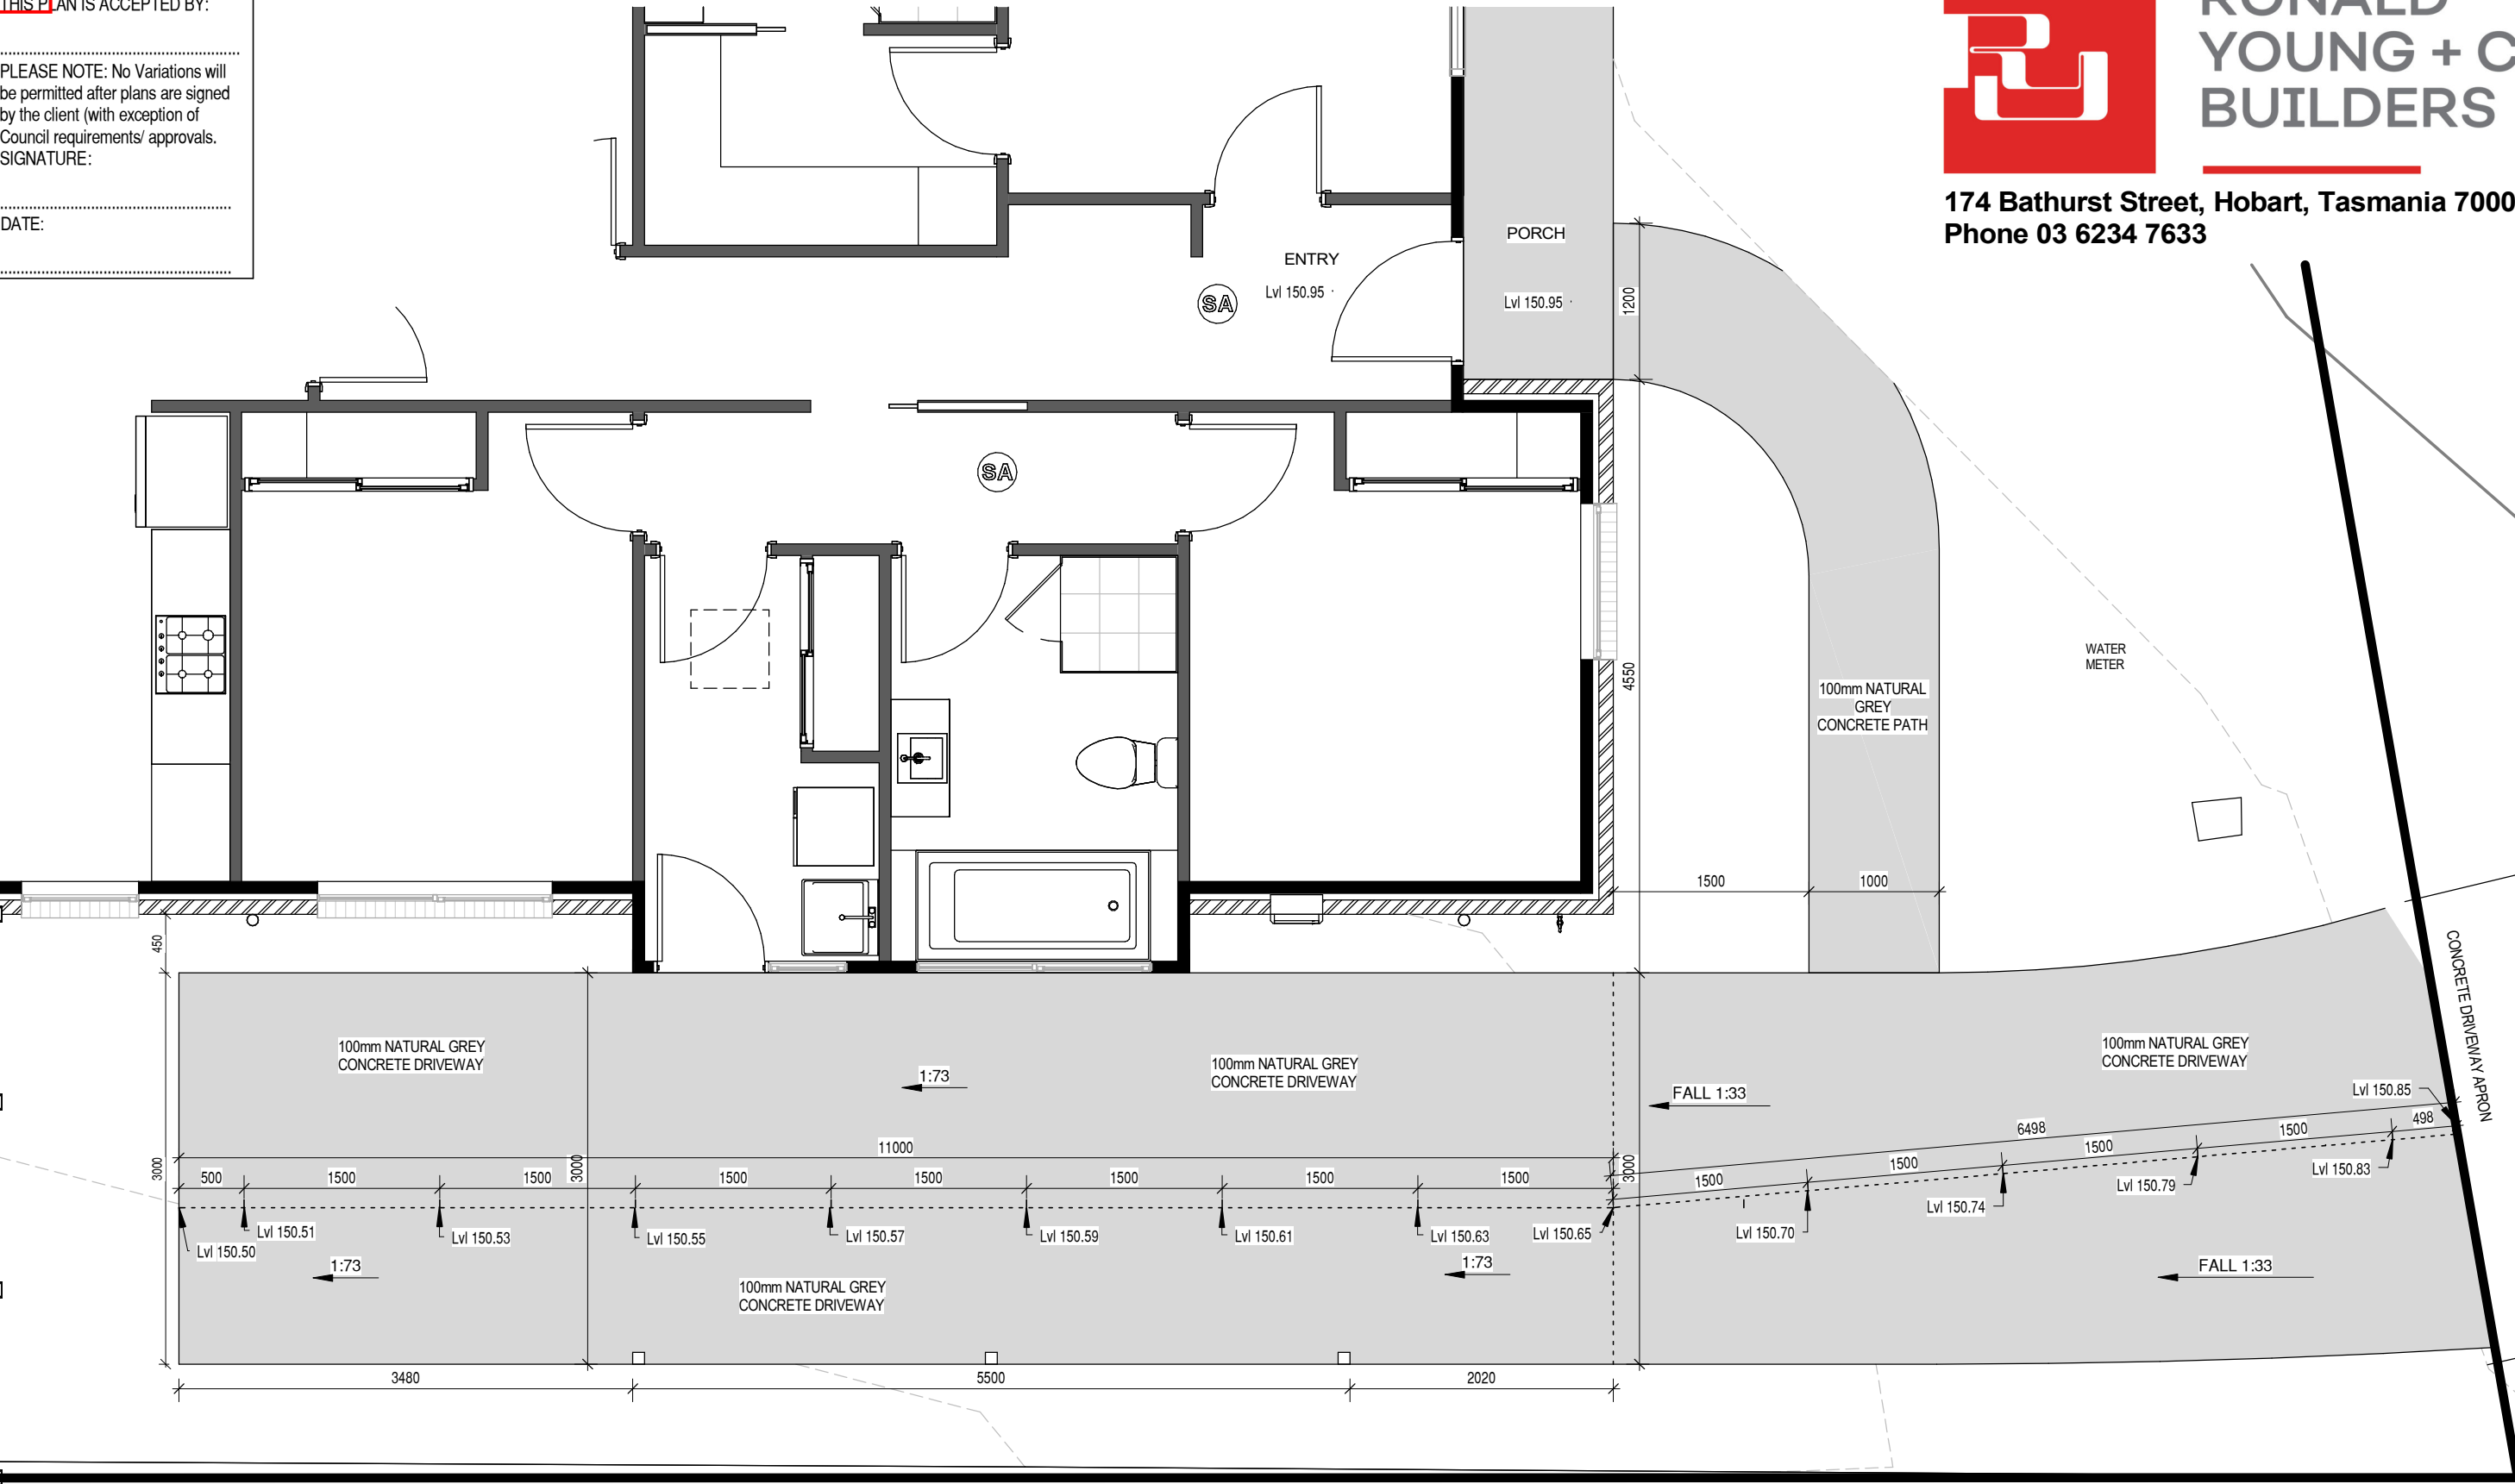 THIS PLAN IS ACCEPTED BY:
PLEASE NOTE: No Variations will
be permitted after plans are signed
by the client (with exception of
Council requirements/ approvals.
SIGNATURE:
DATE:
RONALD
YOUNG + C
BUILDERS
174 Bathurst Street, Hobart, Tasmania 7000
Phone 03 6234 7633
PORCH
Lvl 150.95
ENTRY
Lvl 150.95
SA
1200
SA
4550
WATER
METER
100mm NATURAL
GREY
CONCRETE PATH
1500
1000
450
CONCRETE DRIVEWAY APRON
100mm NATURAL GREY
CONCRETE DRIVEWAY
1:73
100mm NATURAL GREY
CONCRETE DRIVEWAY
FALL 1:33
100mm NATURAL GREY
CONCRETE DRIVEWAY
Lvl 150.85
498
6498
1500
1500
1500
1500
11000
3000
3000
3000
500
1500
1500
1500
1500
1500
1500
1500
Lvl 150.50
Lvl 150.51
Lvl 150.53
Lvl 150.55
Lvl 150.57
Lvl 150.59
Lvl 150.61
Lvl 150.63
Lvl 150.65
Lvl 150.70
Lvl 150.74
Lvl 150.79
Lvl 150.83
1:73
100mm NATURAL GREY
CONCRETE DRIVEWAY
1:73
FALL 1:33
3480
5500
2020